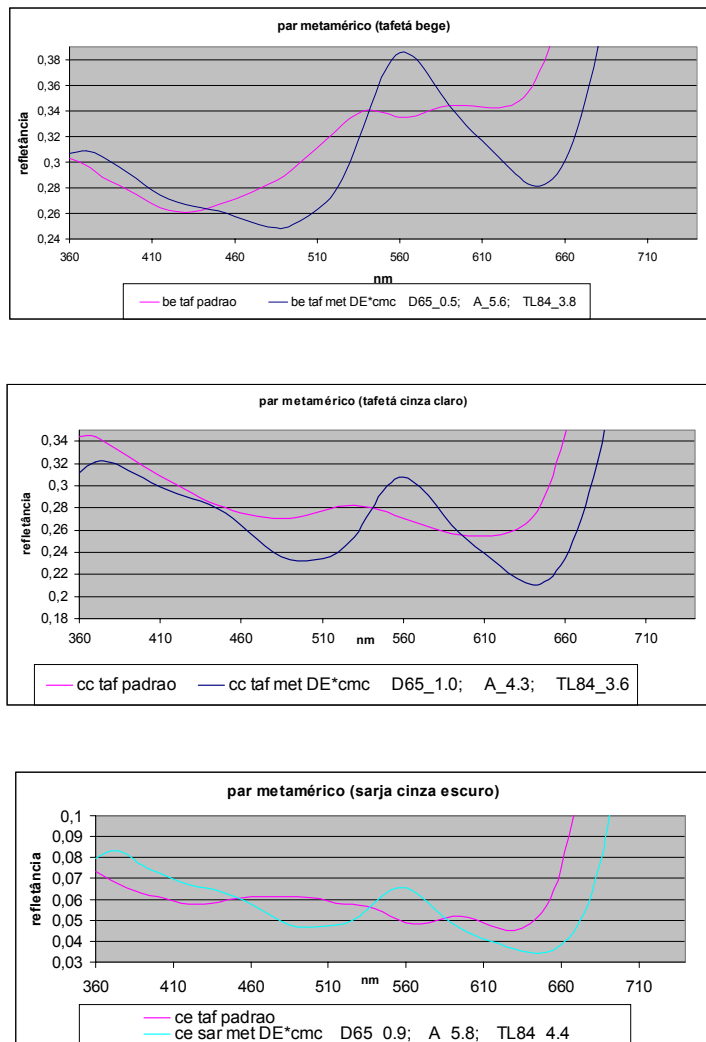 par metamérico (tafetá bege)
refletância
0,38
0,36
0,34
0,32
0,3
0,28
0,26
0,24
360 410 460 510 560 610 660 710
nm
be taf padrao be taf met DE*cmc D65_0.5; A_5.6; TL84_3.8
par metamérico (tafetá cinza claro)
refletância
0,34
0,32
0,3
0,28
0,26
0,24
0,22
0,2
0,18
360 410 460 510 560 610 660 710
nm
cc taf padrao cc taf met DE*cmc D65_1.0; A_4.3; TL84_3.6
par metamérico (sarja cinza escuro)
refletância
0,1
0,09
0,08
0,07
0,06
0,05
0,04
0,03
360 410 460 510 560 610 660 710
nm
ce taf padrao
ce sar met DE*cmc D65_0.9; A_5.8; TL84_4.4